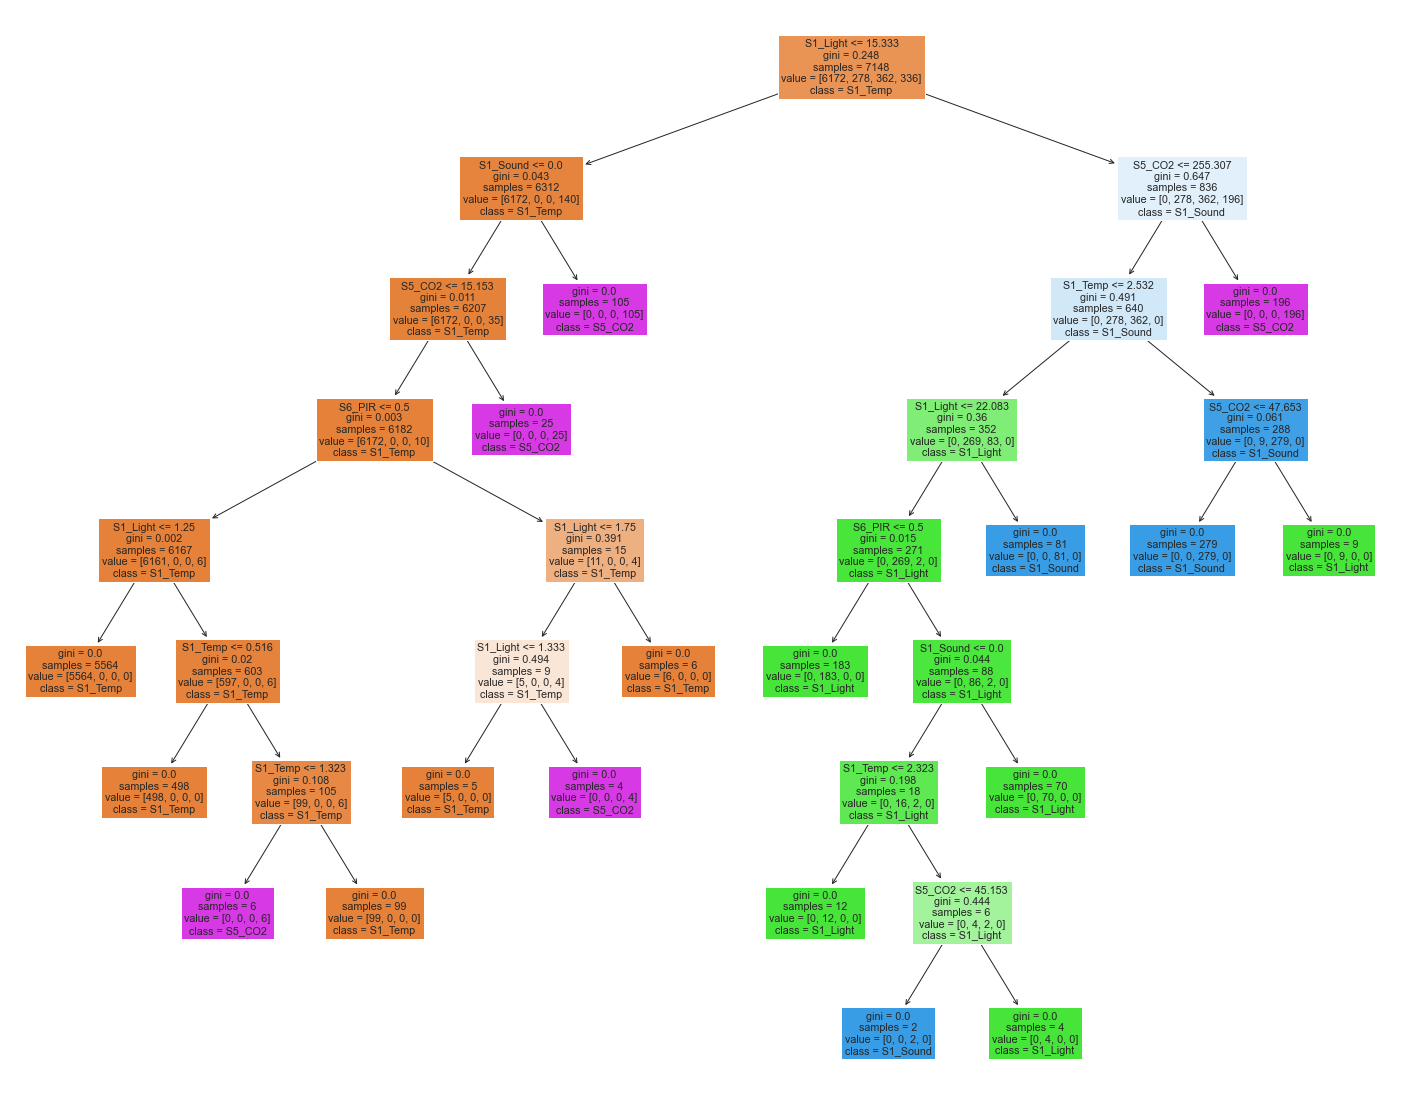 S1_Light <= 15.333
gini = 0.248
samples = 7148
value = [6172, 278, 362, 336]
class = S1_Temp
S1_Sound <= 0.0
gini = 0.043
samples = 6312
value = [6172, 0, 0, 140]
class = S1_Temp
S5_CO2 <= 255.307
gini = 0.647
samples = 836
value = [0, 278, 362, 196]
class = S1_Sound
S5_CO2 <= 15.153
gini = 0.011
samples = 6207
value = [6172, 0, 0, 35]
class = S1_Temp
gini = 0.0
samples = 105
value = [0, 0, 0, 105]
class = S5_CO2
S1_Temp <= 2.532
gini = 0.491
samples = 640
value = [0, 278, 362, 0]
class = S1_Sound
gini = 0.0
samples = 196
value = [0, 0, 0, 196]
class = S5_CO2
S6_PIR <= 0.5
gini = 0.003
samples = 6182
value = [6172, 0, 0, 10]
class = S1_Temp
gini = 0.0
samples = 25
value = [0, 0, 0, 25]
class = S5_CO2
S1_Light <= 22.083
gini = 0.36
samples = 352
value = [0, 269, 83, 0]
class = S1_Light
S5_CO2 <= 47.653
gini = 0.061
samples = 288
value = [0, 9, 279, 0]
class = S1_Sound
S1_Light <= 1.25
gini = 0.002
samples = 6167
value = [6161, 0, 0, 6]
class = S1_Temp
S1_Light <= 1.75
gini = 0.391
samples = 15
value = [11, 0, 0, 4]
class = S1_Temp
S6_PIR <= 0.5
gini = 0.015
samples = 271
value = [0, 269, 2, 0]
class = S1_Light
gini = 0.0
samples = 81
value = [0, 0, 81, 0]
class = S1_Sound
gini = 0.0
samples = 279
value = [0, 0, 279, 0]
class = S1_Sound
gini = 0.0
samples = 9
value = [0, 9, 0, 0]
class = S1_Light
gini = 0.0
samples = 5564
value = [5564, 0, 0, 0]
class = S1_Temp
S1_Temp <= 0.516
gini = 0.02
samples = 603
value = [597, 0, 0, 6]
class = S1_Temp
S1_Light <= 1.333
gini = 0.494
samples = 9
value = [5, 0, 0, 4]
class = S1_Temp
gini = 0.0
samples = 6
value = [6, 0, 0, 0]
class = S1_Temp
gini = 0.0
samples = 183
value = [0, 183, 0, 0]
class = S1_Light
S1_Sound <= 0.0
gini = 0.044
samples = 88
value = [0, 86, 2, 0]
class = S1_Light
gini = 0.0
samples = 498
value = [498, 0, 0, 0]
class = S1_Temp
S1_Temp <= 1.323
gini = 0.108
samples = 105
value = [99, 0, 0, 6]
class = S1_Temp
gini = 0.0
samples = 5
value = [5, 0, 0, 0]
class = S1_Temp
gini = 0.0
samples = 4
value = [0, 0, 0, 4]
class = S5_CO2
S1_Temp <= 2.323
gini = 0.198
samples = 18
value = [0, 16, 2, 0]
class = S1_Light
gini = 0.0
samples = 70
value = [0, 70, 0, 0]
class = S1_Light
gini = 0.0
samples = 6
value = [0, 0, 0, 6]
class = S5_CO2
gini = 0.0
samples = 99
value = [99, 0, 0, 0]
class = S1_Temp
gini = 0.0
samples = 12
value = [0, 12, 0, 0]
class = S1_Light
S5_CO2 <= 45.153
gini = 0.444
samples = 6
value = [0, 4, 2, 0]
class = S1_Light
gini = 0.0
samples = 2
value = [0, 0, 2, 0]
class = S1_Sound
gini = 0.0
samples = 4
value = [0, 4, 0, 0]
class = S1_Light